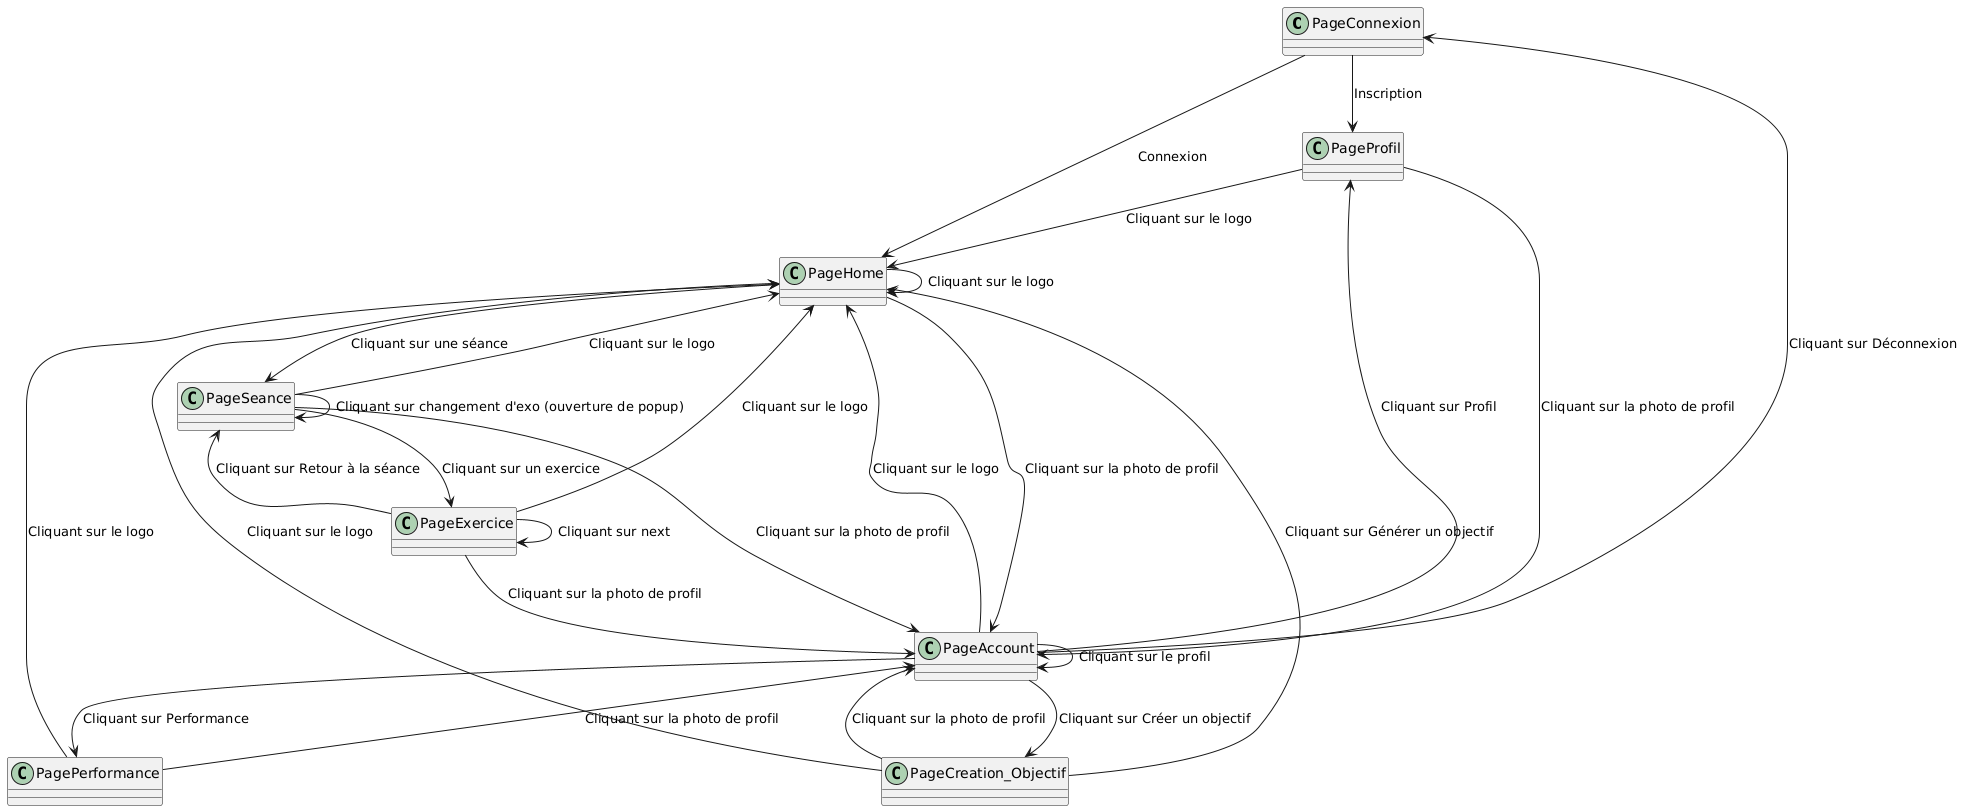 C PageConnexion
Inscription
Connexion
C PageProfil
Cliquant sur le logo
C PageHome
Cliquant sur le logo
Cliquant sur une séance
Cliquant sur le logo
Cliquant sur Déconnexion
C PageSeance
Cliquant sur changement d'exo (ouverture de popup)
Cliquant sur le logo
Cliquant sur Profil
Cliquant sur la photo de profil
Cliquant sur Retour à la séance
Cliquant sur un exercice
Cliquant sur le logo
Cliquant sur la photo de profil
C PageExercice
Cliquant sur le logo
Cliquant sur le logo
Cliquant sur next
Cliquant sur la photo de profil
Cliquant sur Générer un objectif
Cliquant sur la photo de profil
C PageAccount
Cliquant sur le profil
Cliquant sur Performance
Cliquant sur la photo de profil
Cliquant sur la photo de profil
Cliquant sur Créer un objectif
C PagePerformance
C PageCreation_Objectif